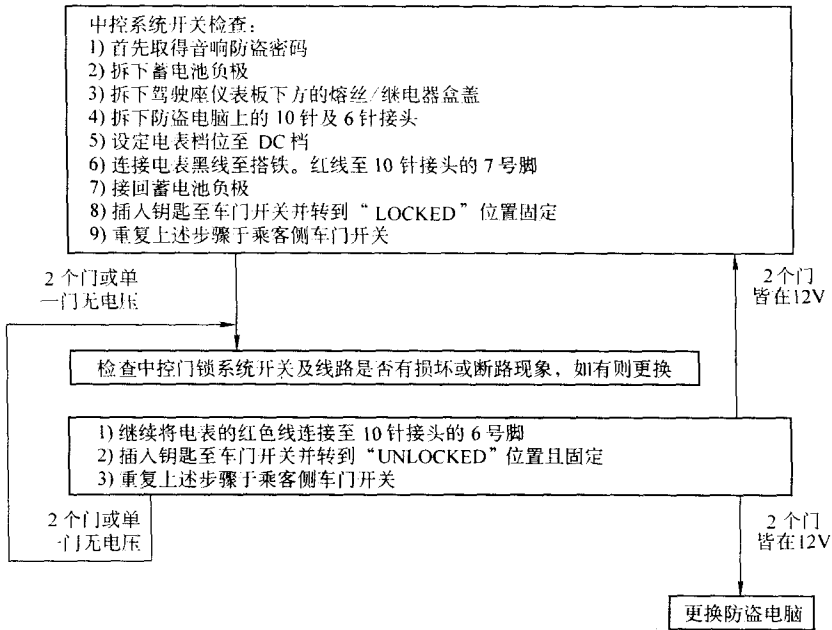 中控系统开关检查：
1) 首先取得音响防盗密码
2) 拆下蓄电池负极
3) 拆下驾驶座仪表板下方的熔丝/继电器盒盖
4) 拆下防盗电脑上的 10 针及 6 针接头
5) 设定电表档位至 DC 档
6) 连接电表黑线至搭铁。红线至 10 针接头的 7 号脚
7) 接回蓄电池负极
8) 插入钥匙至车门开关并转到“LOCKED”位置固定
9) 重复上述步骤于乘客侧车门开关
2 个门或单
一门无电压
2个门
皆在12V
检查中控门锁系统开关及线路是否有损坏或断路现象，如有则更换
1) 继续将电表的红色线连接至 10 针接头的 6 号脚
2) 插入钥匙至车门开关并转到“UNLOCKED”位置且固定
3) 重复上述步骤于乘客侧车门开关
2 个门或单
一门无电压
2 个门
皆在12V
更换防盗电脑